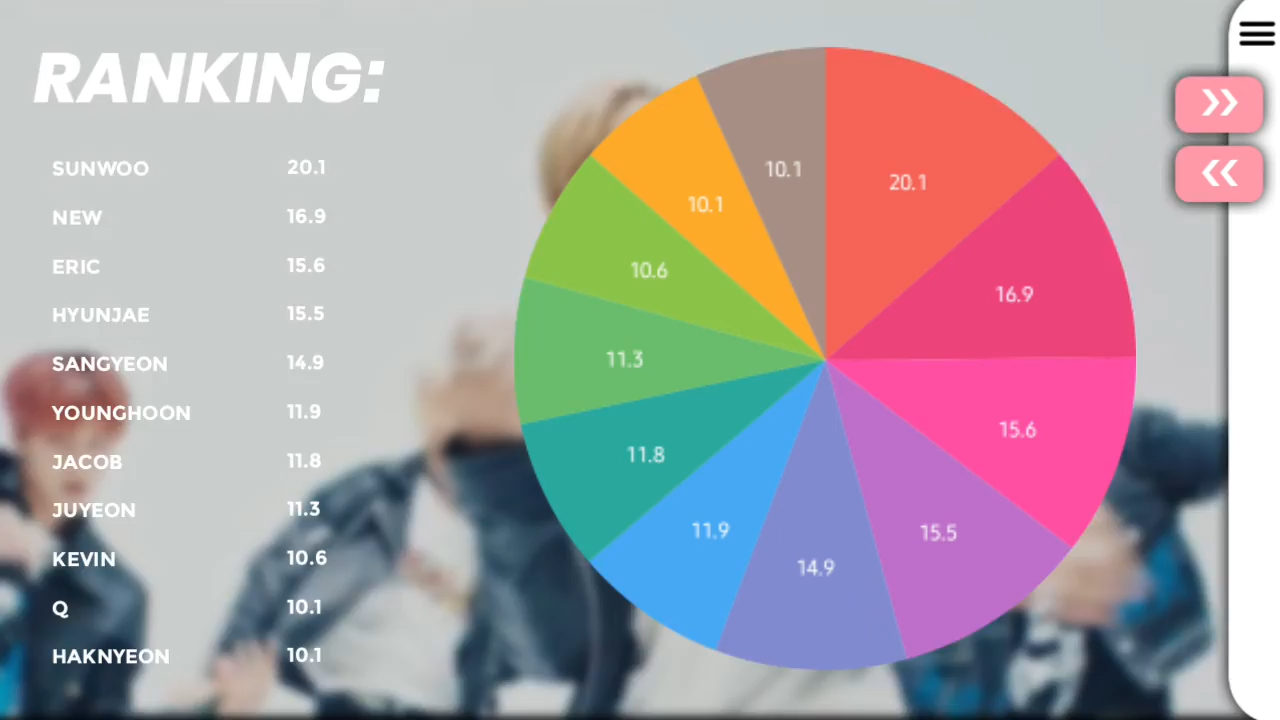 RANKING:
SUNWOO 20.1
NEW 16.9
ERIC 15.6
HYUNJAE 15.5
SANGYEON 14.9
YOUNGHOON 11.9
JACOB 11.8
JUYEON 11.3
KEVIN 10.6
Q 10.1
HAKNYEON 10.1
20.1
16.9
15.6
15.5
14.9
11.9
11.8
11.3
10.6
10.1
10.1